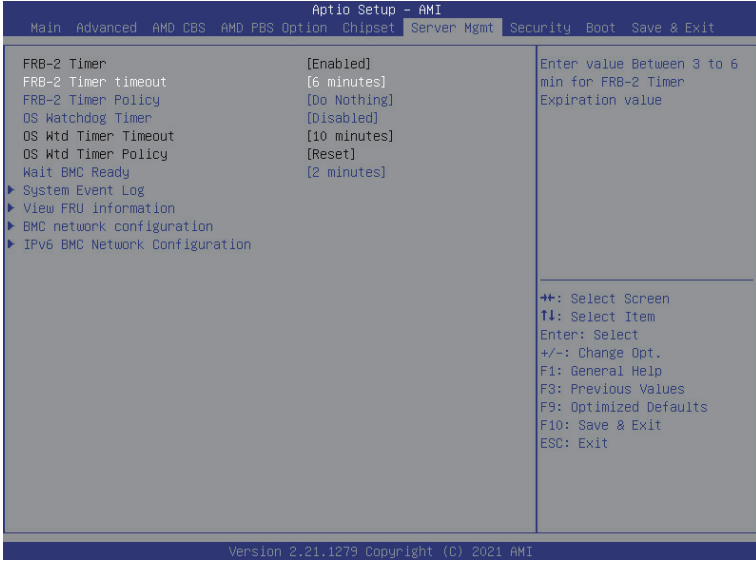 Aptio Setup – AMI
Main Advanced AMD CBS AMD PBS Option Chipset Server Mgmt Security Boot Save & Exit
FRB-2 Timer [Enabled]
FRB-2 Timer timeout [6 minutes]
FRB-2 Timer Policy [Do Nothing]
OS Watchdog Timer [Disabled]
OS Wtd Timer Timeout [10 minutes]
OS Wtd Timer Policy [Reset]
Wait BMC Ready [2 minutes]
System Event Log
View FRU information
BMC network configuration
IPv6 BMC Network Configuration
Enter value Between 3 to 6
min for FRB-2 Timer
Expiration value
→←: Select Screen
↑↓: Select Item
Enter: Select
+/-: Change Opt.
F1: General Help
F3: Previous Values
F9: Optimized Defaults
F10: Save & Exit
ESC: Exit
Version 2.21.1279 Copyright (C) 2021 AMI